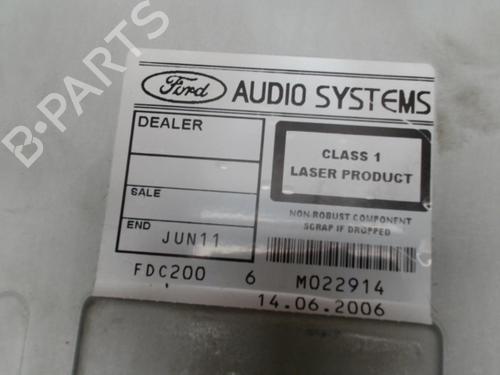 B-PARTS
Ford AUDIO SYSTEMS
DEALER
CLASS 1
LASER PRODUCT
SALE
NON-ROBUST COMPONENT
SCRAP IF DROPPED
END JUN11
FDC200 6 M022914
14.06.2006